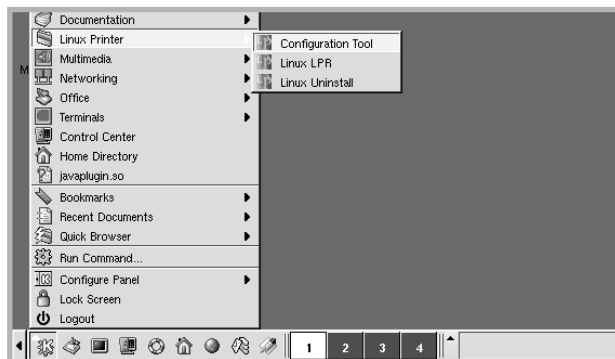 Documentation
Linux Printer
Configuration Tool
M
Multimedia
Linux LPR
Networking
Linux Uninstall
Office
Terminals
Control Center
Home Directory
javaplugin.so
Bookmarks
Recent Documents
Quick Browser
Run Command...
Configure Panel
Lock Screen
Logout
1 2 3 4